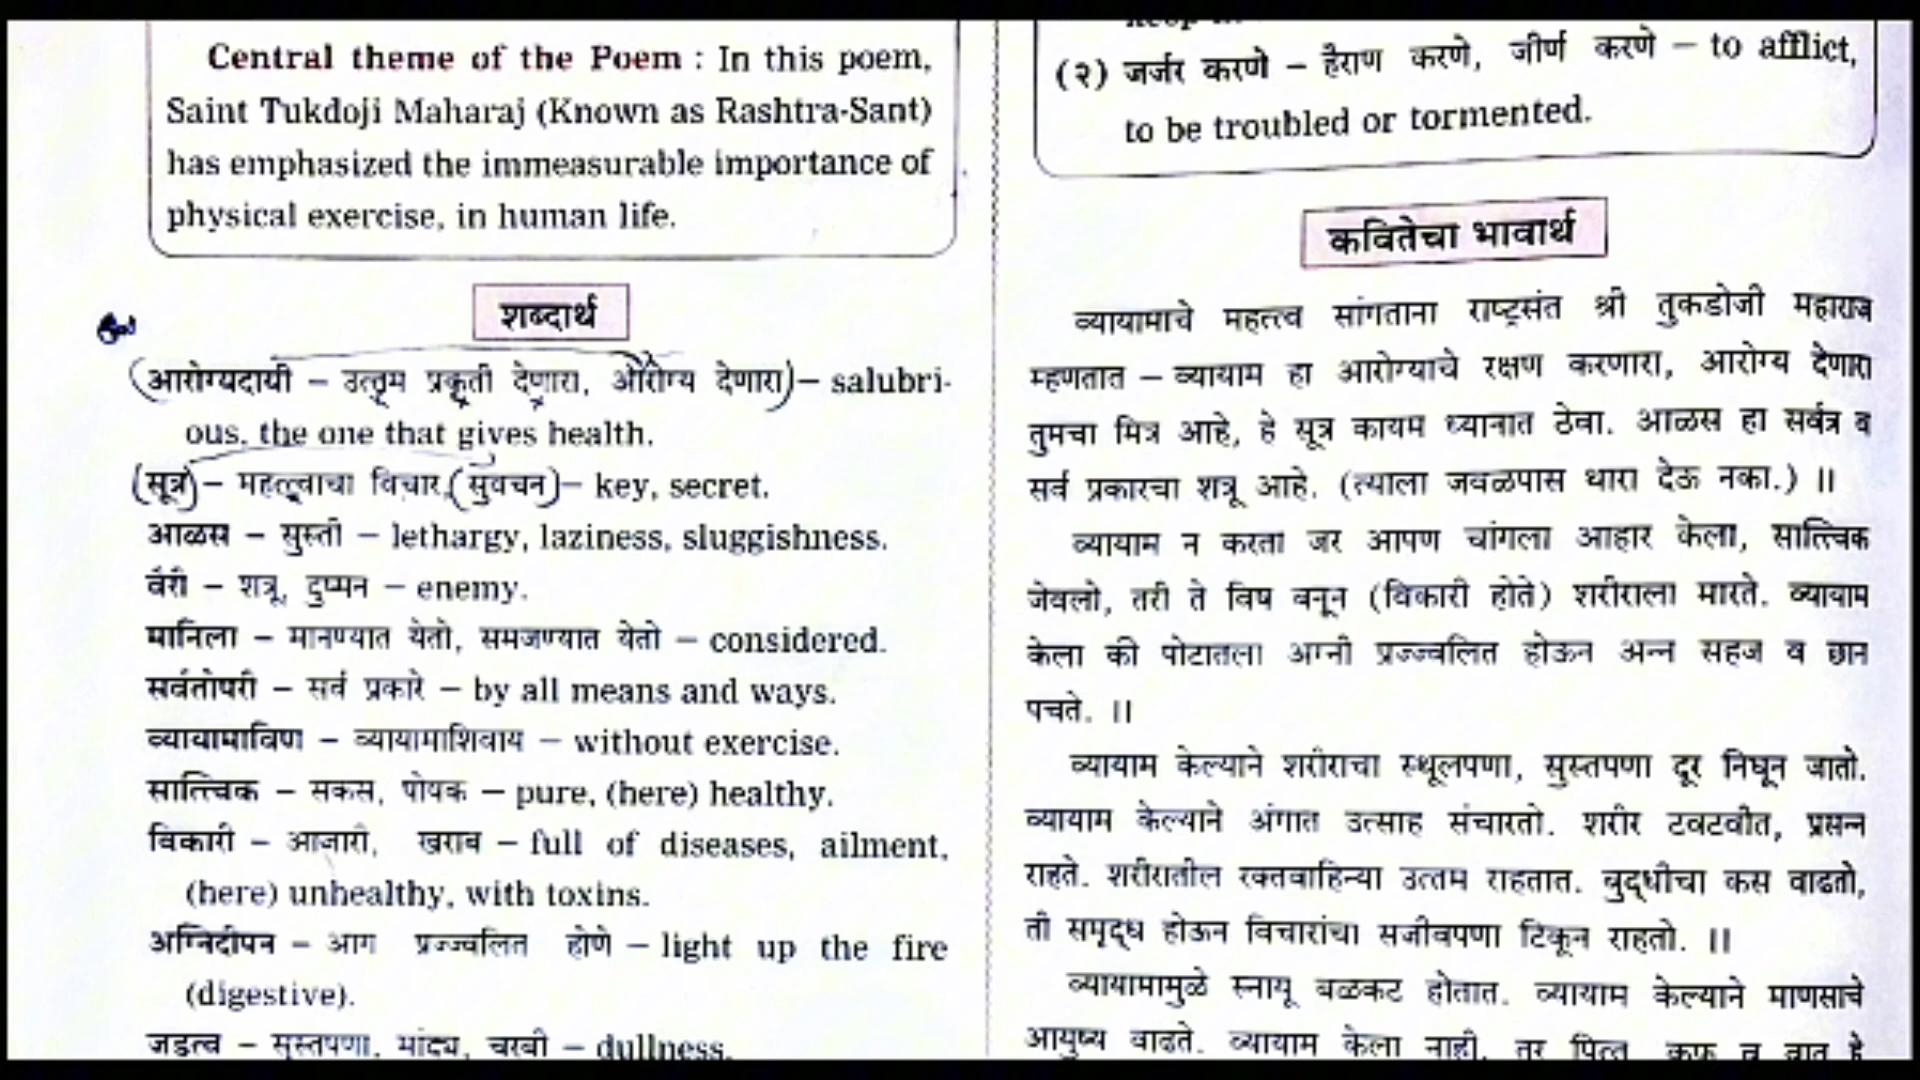 Central theme of the Poem : In this poem,
Saint Tukdoji Maharaj (Known as Rashtra-Sant)
has emphasized the immeasurable importance of
physical exercise, in human life.
शब्दार्थ
(आरोग्यदायी – उत्तम प्रकृती देणारा, आरोग्य देणारा) – salubri-
ous, the one that gives health.
(सूत्र) – महत्त्वाचा विचार, (सुवचन) – key, secret.
आळस – सुस्ती – lethargy, laziness, sluggishness.
वैरी – शत्रू, दुष्मन – enemy.
मानिला – मानण्यात येतो, समजण्यात येतो – considered.
सर्वतोपरी – सर्व प्रकारे – by all means and ways.
व्यायामाविण – व्यायामाशिवाय – without exercise.
सात्त्विक – सकस, पोषक – pure, (here) healthy.
विकारी – आजारी, खराब – full of diseases, ailment,
(here) unhealthy, with toxins.
अग्निदीपन – आग प्रज्ज्वलित होणे – light up the fire
(digestive).
जडत्व – सुस्तपणा, मांद्य, चरबी – dullness.
(२) जर्जर करणे – हैराण करणे, जीर्ण करणे – to afflict,
to be troubled or tormented.
कवितेचा भावार्थ
व्यायामाचे महत्त्व सांगताना राष्ट्रसंत श्री तुकडोजी महाराज
म्हणतात – व्यायाम हा आरोग्याचे रक्षण करणारा, आरोग्य देणारा
तुमचा मित्र आहे, हे सूत्र कायम ध्यानात ठेवा. आळस हा सर्वत्र व
सर्व प्रकारचा शत्रू आहे. (त्याला जवळपास थारा देऊ नका.) ॥
व्यायाम न करता जर आपण चांगला आहार केला, सात्त्विक
जेवलो, तरी ते विष बनून (विकारी होते) शरीराला मारते. व्यायाम
केला की पोटातला अग्नी प्रज्ज्वलित होऊन अन्न सहज व छान
पचते. ॥
व्यायाम केल्याने शरीराचा स्थूलपणा, सुस्तपणा दूर निघून जातो.
व्यायाम केल्याने अंगात उत्साह संचारतो. शरीर टवटवीत, प्रसन्न
राहते. शरीरातील रक्तवाहिन्या उत्तम राहतात. बुद्धीचा कस वाढतो,
ती समृद्ध होऊन विचारांचा सजीवपणा टिकून राहतो. ॥
व्यायामामुळे स्नायू बळकट होतात. व्यायाम केल्याने माणसाचे
आयुष्य वाढते. व्यायाम केला नाही, तर पित्त, कफ व वात हे